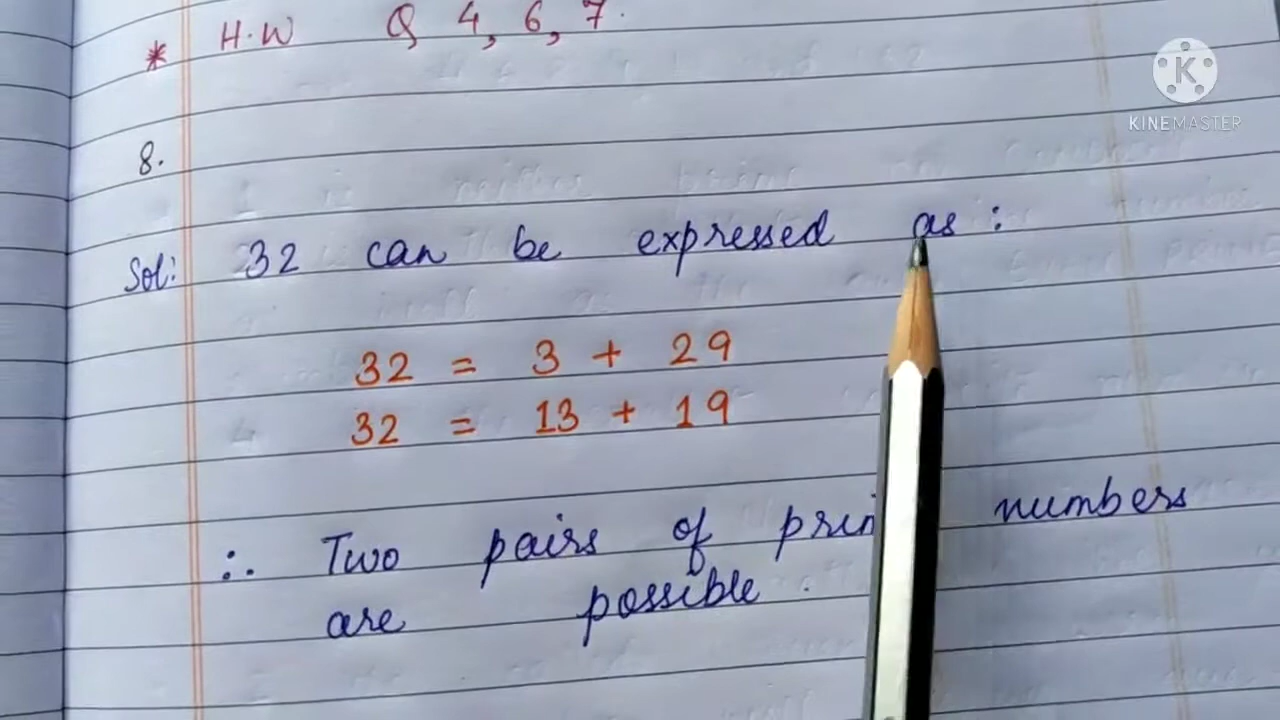 * H.W Q 4, 6, 7.
8.
Sol: 32 can be expressed as :
32 = 3 + 29
32 = 13 + 19
∴ Two pairs of prim numbers
are possible.
K
KINEMASTER